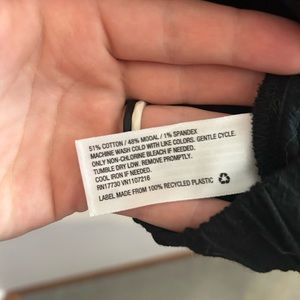 51% COTTON / 48% MODAL / 1% SPANDEX
MACHINE WASH COLD WITH LIKE COLORS. GENTLE CYCLE.
ONLY NON-CHLORINE BLEACH IF NEEDED.
TUMBLE DRY LOW. REMOVE PROMPTLY.
COOL IRON IF NEEDED.
RN17730 VN1107216
LABEL MADE FROM 100% RECYCLED PLASTIC